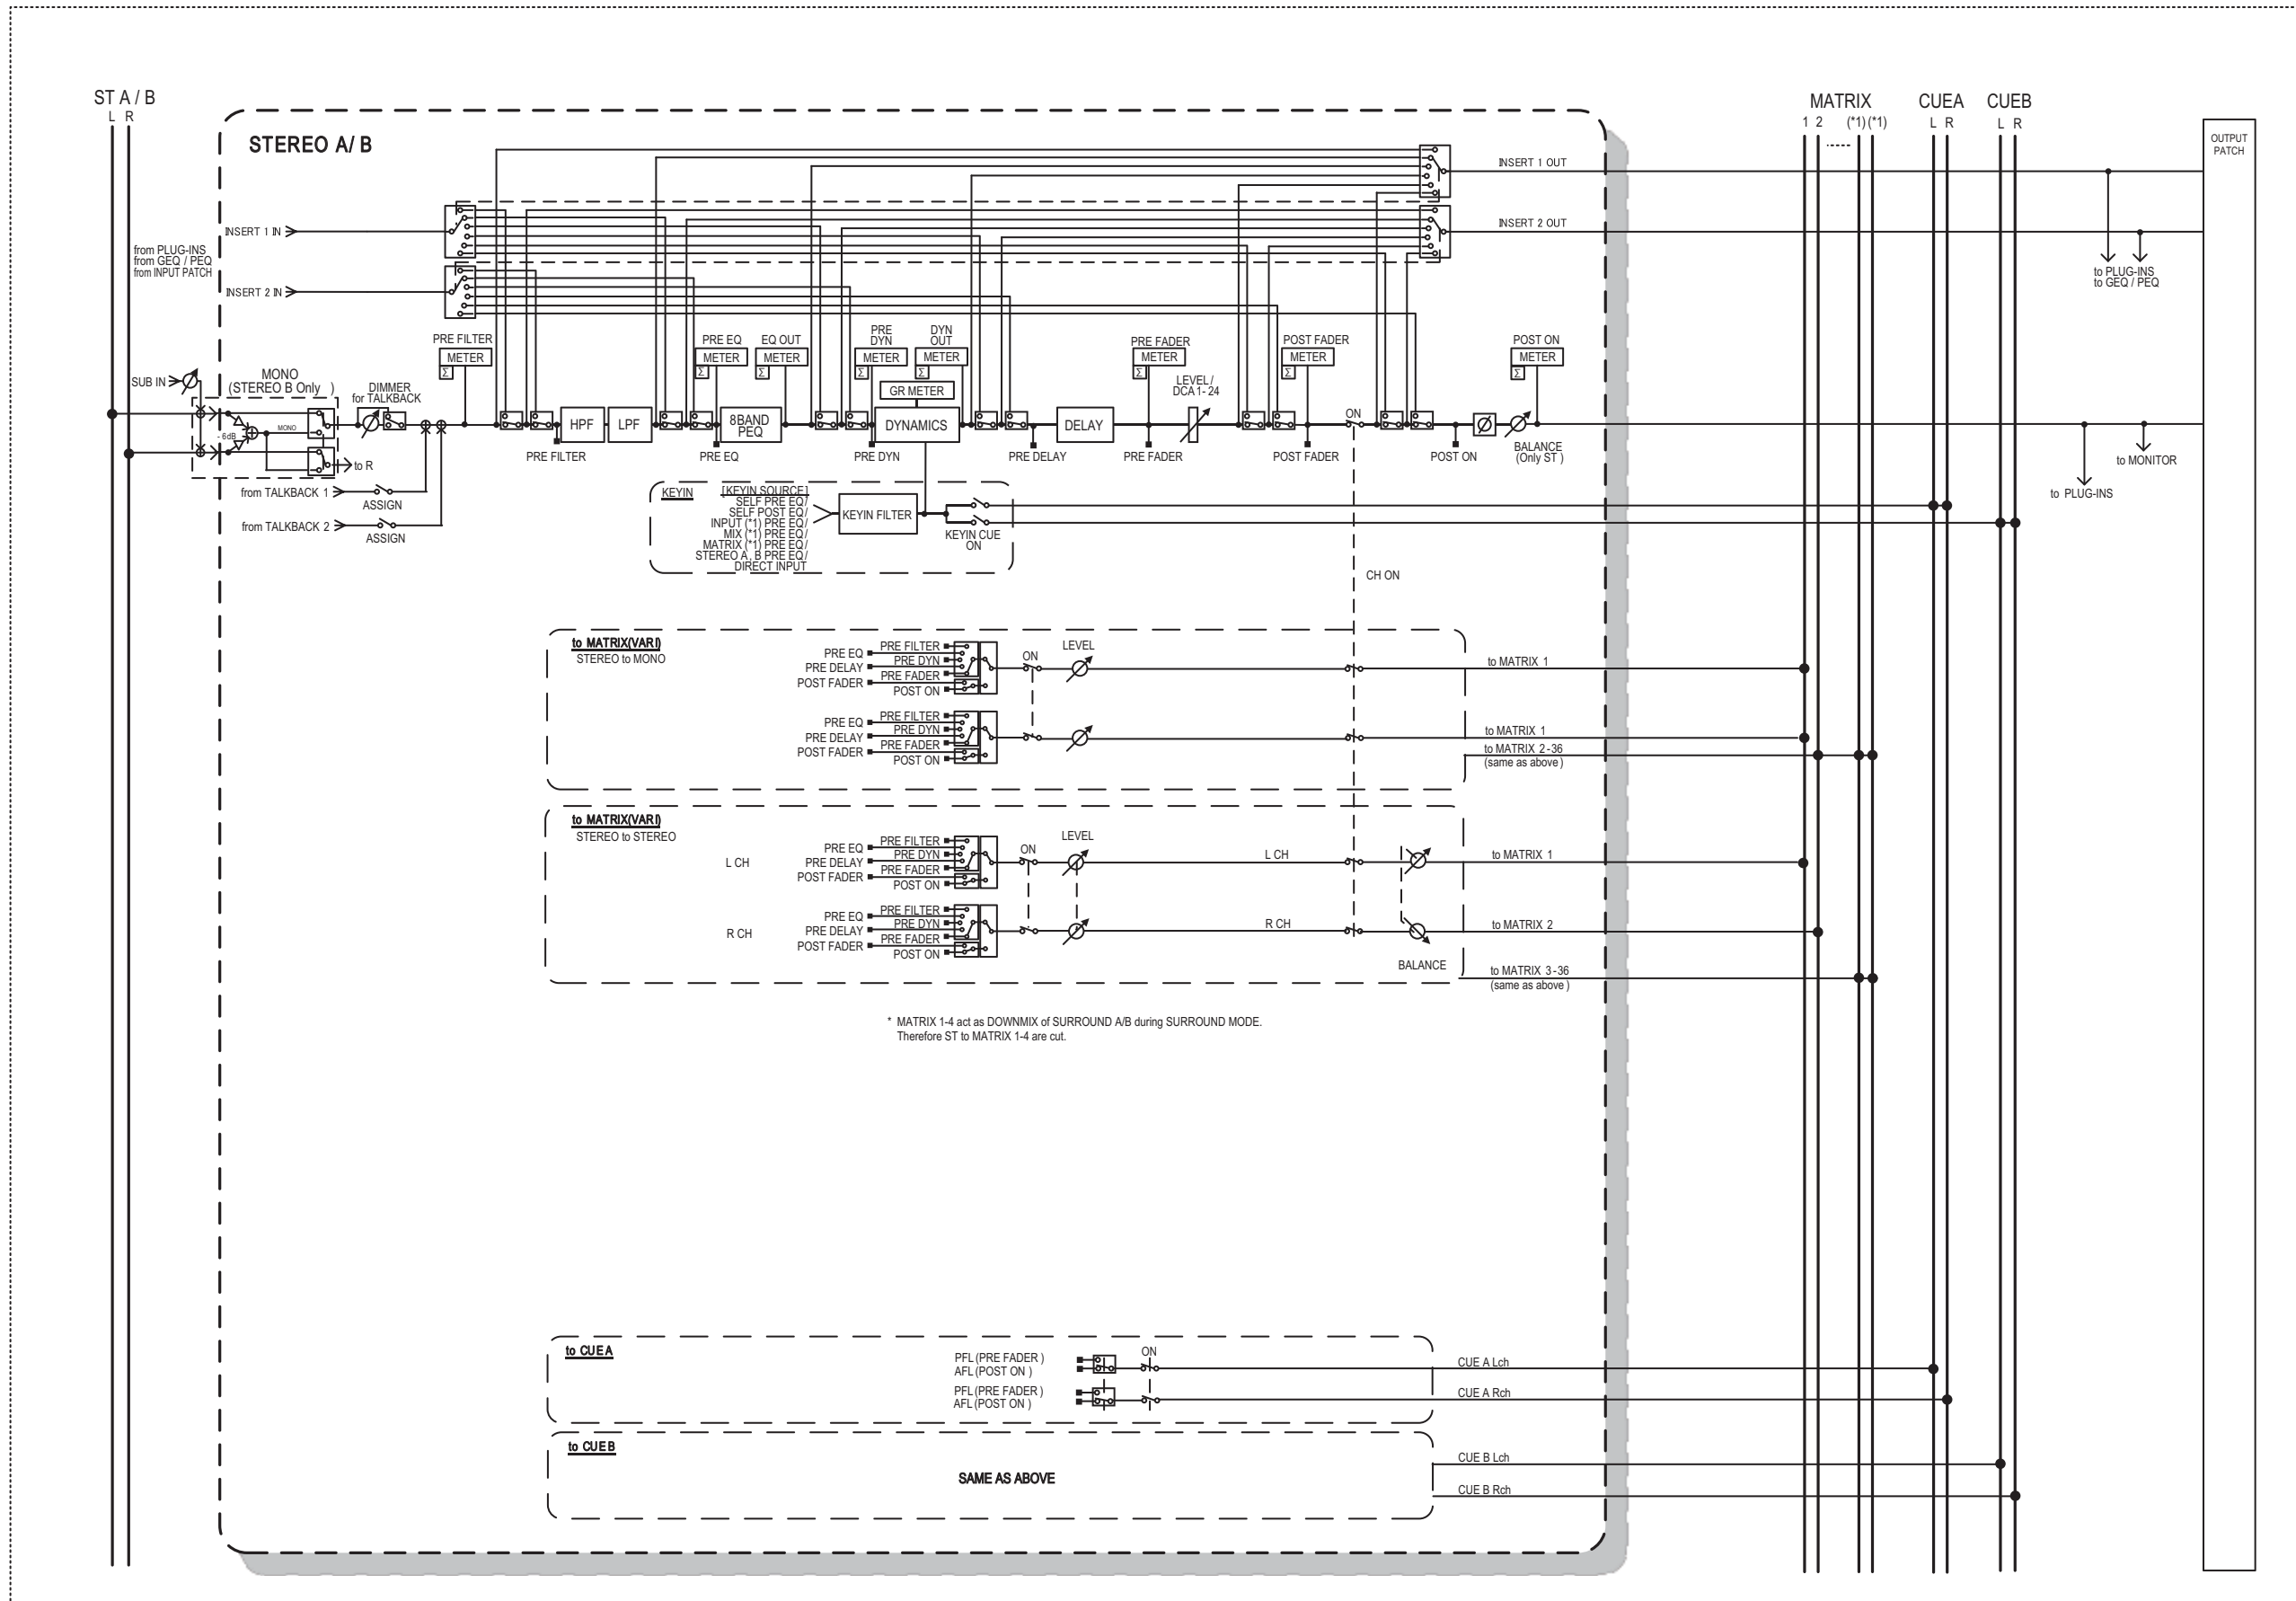 ST A / B
L R
MATRIX
1 2 (*1) (*1)
CUEA
L R
CUEB
L R
OUTPUT
PATCH
STEREO A/ B
INSERT 1 OUT
INSERT 2 OUT
INSERT 1 IN
from PLUG-INS
from GEQ / PEQ
from INPUT PATCH
INSERT 2 IN
to PLUG-INS
to GEQ / PEQ
PRE FILTER
METER
Σ
PRE EQ
METER
Σ
EQ OUT
METER
Σ
PRE
DYN
METER
Σ
DYN
OUT
METER
Σ
GR METER
PRE FADER
METER
Σ
LEVEL /
DCA 1- 24
POST FADER
METER
Σ
POST ON
METER
Σ
SUB IN
MONO
(STEREO B Only )
- 6dB
MONO
to R
DIMMER
for TALKBACK
HPF
LPF
8BAND
PEQ
DYNAMICS
DELAY
ON
BALANCE
(Only ST )
PRE FILTER
PRE EQ
PRE DYN
PRE DELAY
PRE FADER
POST FADER
POST ON
to MONITOR
to PLUG-INS
from TALKBACK 1
ASSIGN
from TALKBACK 2
ASSIGN
KEYIN
[KEYIN SOURCE]
SELF PRE EQ /
SELF POST EQ /
INPUT (*1) PRE EQ /
MIX (*1) PRE EQ /
MATRIX (*1) PRE EQ /
STEREO A , B PRE EQ /
DIRECT INPUT
KEYIN FILTER
KEYIN CUE
ON
CH ON
to MATRIX(VARI)
STEREO to MONO
PRE FILTER
PRE EQ
PRE DYN
PRE DELAY
PRE FADER
POST FADER
POST ON
ON
LEVEL
to MATRIX 1
PRE FILTER
PRE EQ
PRE DYN
PRE DELAY
PRE FADER
POST FADER
POST ON
to MATRIX 1
to MATRIX 2 -36
(same as above )
to MATRIX(VARI)
STEREO to STEREO
L CH
PRE FILTER
PRE EQ
PRE DYN
PRE DELAY
PRE FADER
POST FADER
POST ON
ON
LEVEL
L CH
to MATRIX 1
R CH
PRE FILTER
PRE EQ
PRE DYN
PRE DELAY
PRE FADER
POST FADER
POST ON
R CH
BALANCE
to MATRIX 2
to MATRIX 3 -36
(same as above )
* MATRIX 1-4 act as DOWNMIX of SURROUND A/B during SURROUND MODE.
Therefore ST to MATRIX 1-4 are cut.
to CUE A
PFL (PRE FADER )
AFL (POST ON )
ON
CUE A Lch
PFL (PRE FADER )
AFL (POST ON )
CUE A Rch
to CUE B
SAME AS ABOVE
CUE B Lch
CUE B Rch